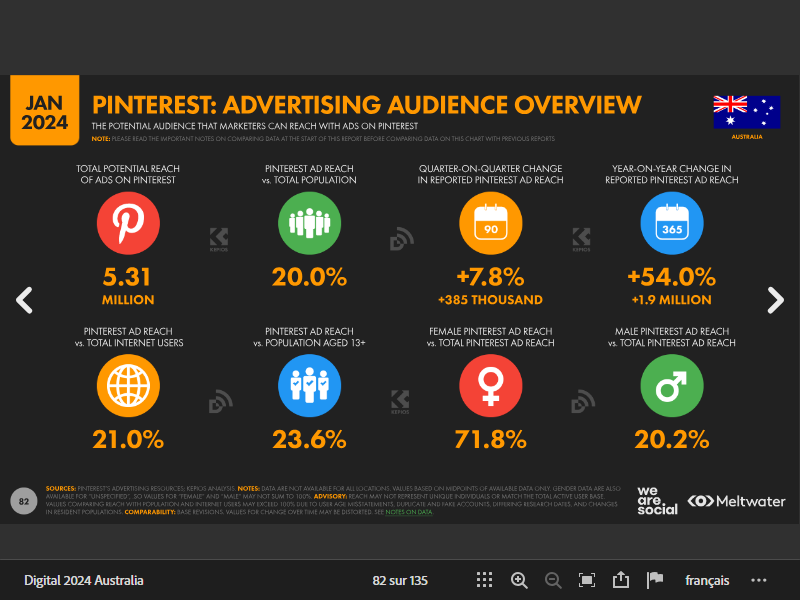 JAN
2024
PINTEREST: ADVERTISING AUDIENCE OVERVIEW
THE POTENTIAL AUDIENCE THAT MARKETERS CAN REACH WITH ADS ON PINTEREST
NOTE: PLEASE READ THE IMPORTANT NOTES ON COMPARING DATA AT THE START OF THIS REPORT BEFORE COMPARING DATA ON THIS CHART WITH PREVIOUS REPORTS
AUSTRALIA
TOTAL POTENTIAL REACH
OF ADS ON PINTEREST
5.31
MILLION
PINTEREST AD REACH
vs. TOTAL POPULATION
20.0%
QUARTER-ON-QUARTER CHANGE
IN REPORTED PINTEREST AD REACH
90
+7.8%
+385 THOUSAND
YEAR-ON-YEAR CHANGE IN
REPORTED PINTEREST AD REACH
365
+54.0%
+1.9 MILLION
KEPIOS
KEPIOS
PINTEREST AD REACH
vs. TOTAL INTERNET USERS
21.0%
PINTEREST AD REACH
vs. POPULATION AGED 13+
23.6%
FEMALE PINTEREST AD REACH
vs. TOTAL PINTEREST AD REACH
71.8%
MALE PINTEREST AD REACH
vs. TOTAL PINTEREST AD REACH
20.2%
KEPIOS
82
SOURCES: PINTEREST'S ADVERTISING RESOURCES; KEPIOS ANALYSIS. NOTES: DATA ARE NOT AVAILABLE FOR ALL LOCATIONS. VALUES BASED ON MIDPOINTS OF AVAILABLE DATA ONLY. GENDER DATA ARE ALSO
AVAILABLE FOR "UNSPECIFIED", SO VALUES FOR "FEMALE" AND "MALE" MAY NOT SUM TO 100%. ADVISORY: REACH MAY NOT REPRESENT UNIQUE INDIVIDUALS OR MATCH THE TOTAL ACTIVE USER BASE.
VALUES COMPARING REACH WITH POPULATION AND INTERNET USERS MAY EXCEED 100% DUE TO USER AGE MISSTATEMENTS, DUPLICATE AND FAKE ACCOUNTS, DIFFERING RESEARCH DATES, AND CHANGES
IN RESIDENT POPULATIONS. COMPARABILITY: BASE REVISIONS. VALUES FOR CHANGE OVER TIME MAY BE DISTORTED. SEE NOTES ON DATA.
we
are.
social
Meltwater
Digital 2024 Australia
82 sur 135
français